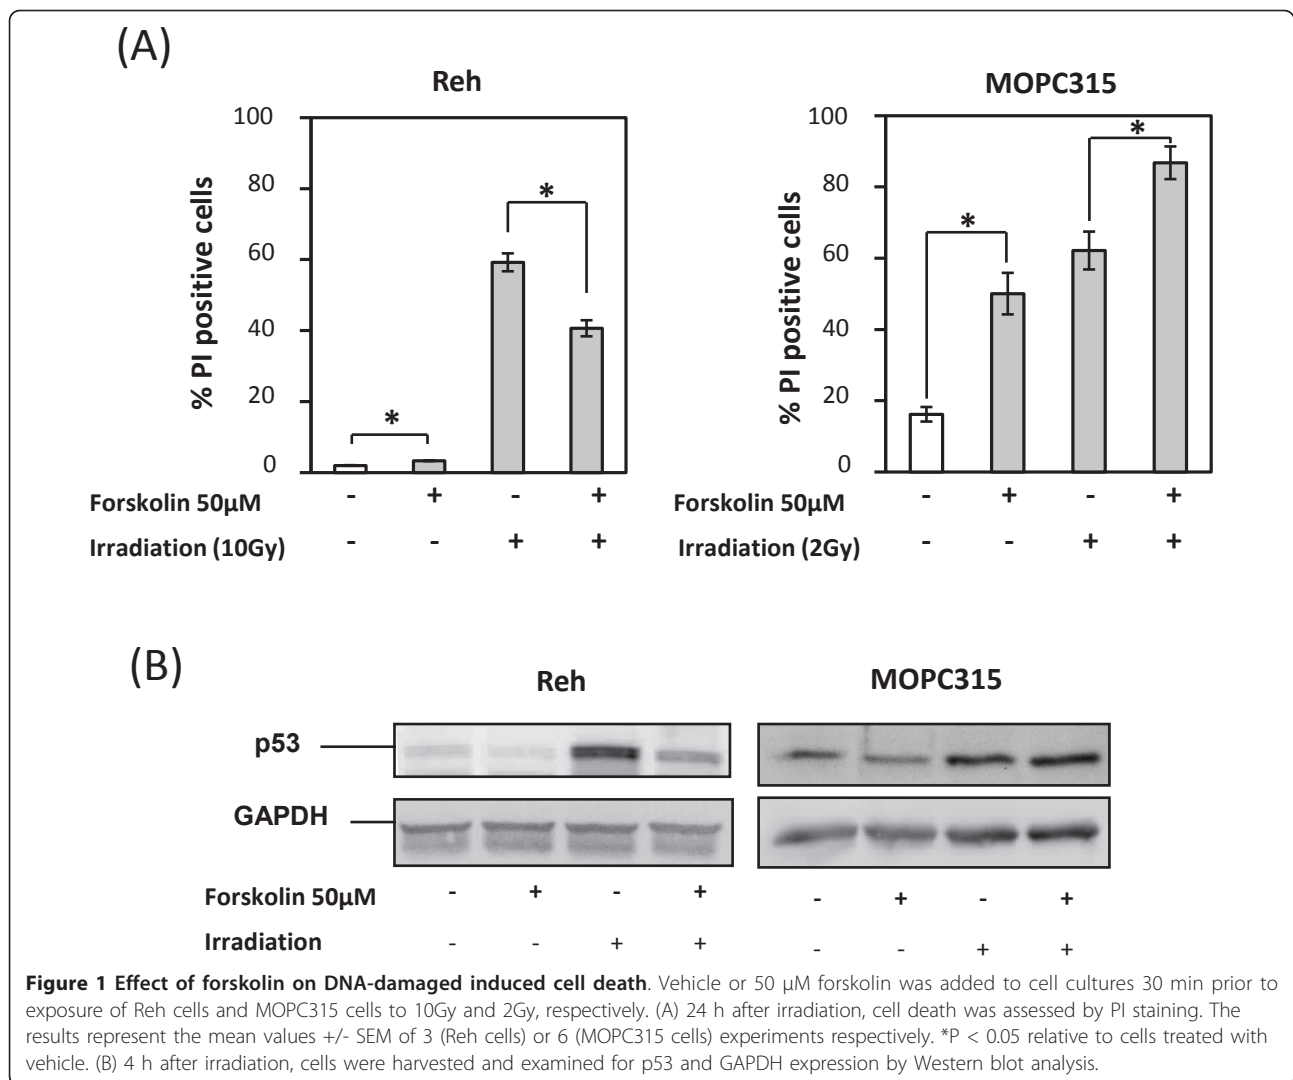 (A)
Reh
MOPC315
% PI positive cells
100
80
60
40
20
0
*
*
Forskolin 50µM - + - +
Irradiation (10Gy) - - + +
% PI positive cells
100
80
60
40
20
0
*
*
Forskolin 50µM - + - +
Irradiation (2Gy) - - + +
(B)
Reh
MOPC315
p53
GAPDH
Forskolin 50µM - + - + - + - +
Irradiation - - + + - - + +
Figure 1 Effect of forskolin on DNA-damaged induced cell death. Vehicle or 50 µM forskolin was added to cell cultures 30 min prior to
exposure of Reh cells and MOPC315 cells to 10Gy and 2Gy, respectively. (A) 24 h after irradiation, cell death was assessed by PI staining. The
results represent the mean values +/- SEM of 3 (Reh cells) or 6 (MOPC315 cells) experiments respectively. *P < 0.05 relative to cells treated with
vehicle. (B) 4 h after irradiation, cells were harvested and examined for p53 and GAPDH expression by Western blot analysis.